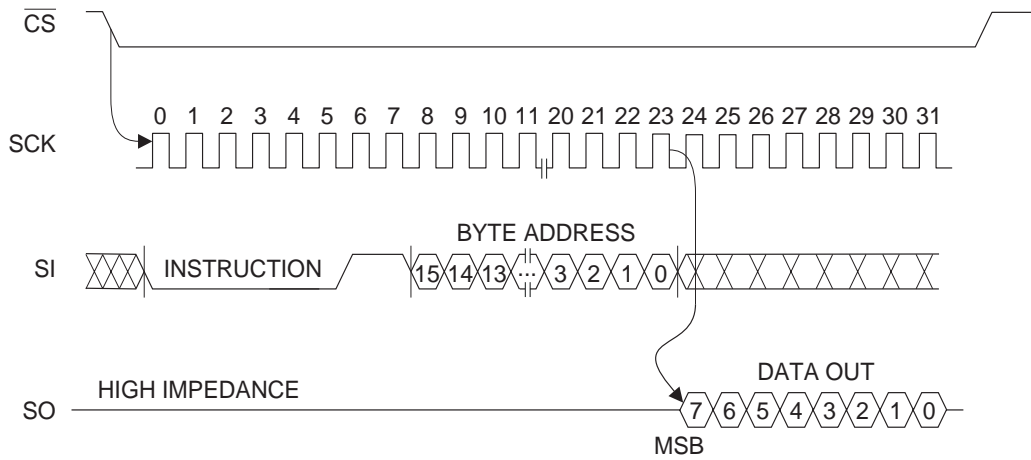 CS
0 1 2 3 4 5 6 7 8 9 10 11 20 21 22 23 24 25 26 27 28 29 30 31
SCK
BYTE ADDRESS
SI INSTRUCTION 15 14 13 ... 3 2 1 0
HIGH IMPEDANCE DATA OUT
SO 7 6 5 4 3 2 1 0
MSB